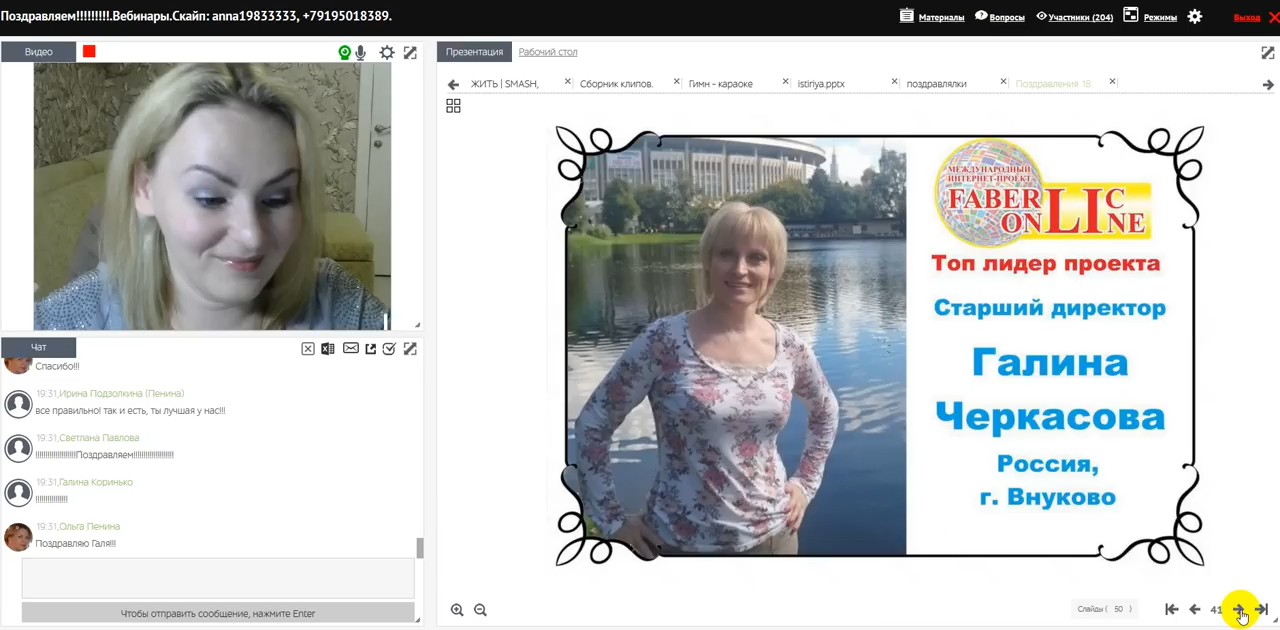 Поздравляем!!!!!!!!!.Вебинары.Скайп: anna19833333, +79195018389.
Материалы
Вопросы
Участники (204)
Режимы
Выход
Видео
Презентация
Рабочий стол
ЖИТЬ | SMASH,
Сборник клипов.
Гимн - караоке
istiriya.pptx
поздравлялки
Поздравления 18.
МЕЖДУНАРОДНЫЙ
ИНТЕРНЕТ-ПРОЕКТ
FABERLIC
ONLINE
Топ лидер проекта
Старший директор
Галина
Черкасова
Россия,
г. Внуково
Чат
Спасибо!!!
19:31,Ирина Подзолкина (Пенина)
все правильно! так и есть, ты лучшая у нас!!!
19:31,Светлана Павлова
!!!!!!!!!!!!!!!!!!!!Поздравляем!!!!!!!!!!!!!!!!!!!!
19:31,Галина Коринько
!!!!!!!!!!!!!!!!
19:31,Ольга Пенина
Поздравляю Галя!!!
Чтобы отправить сообщение, нажмите Enter
Слайды ( 50 )
41